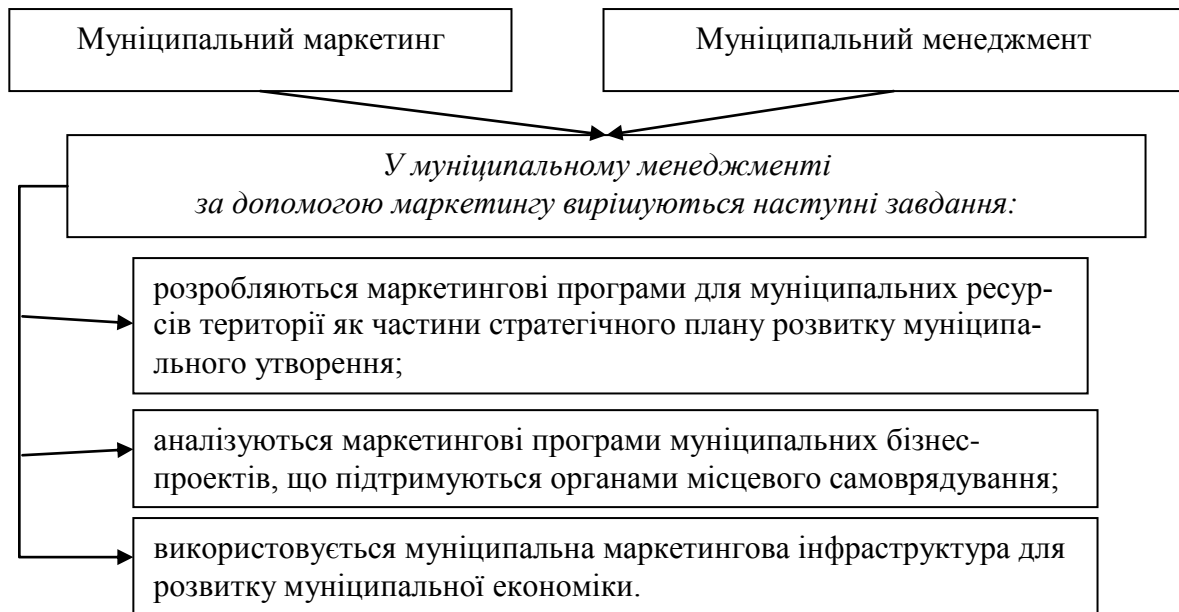 Муніципальний маркетинг
Муніципальний менеджмент
У муніципальному менеджменті
за допомогою маркетингу вирішуються наступні завдання:
розробляються маркетингові програми для муніципальних ресур-
сів території як частини стратегічного плану розвитку муніципа-
льного утворення;
аналізуються маркетингові програми муніципальних бізнес-
проектів, що підтримуються органами місцевого самоврядування;
використовується муніципальна маркетингова інфраструктура для
розвитку муніципальної економіки.